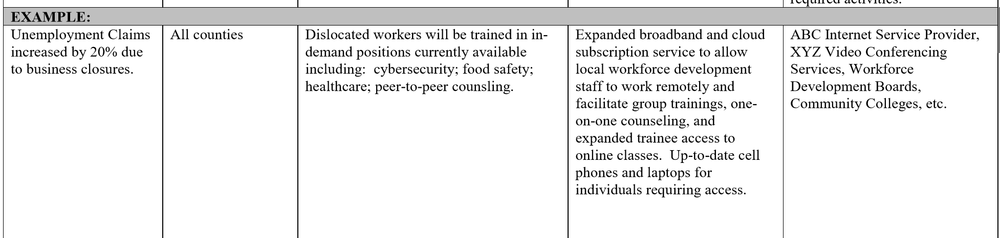 required activities.
EXAMPLE:
Unemployment Claims
increased by 20% due
to business closures.
All counties
Dislocated workers will be trained in in-
demand positions currently available
including:  cybersecurity; food safety;
healthcare; peer-to-peer counsling.
Expanded broadband and cloud
subscription service to allow
local workforce development
staff to work remotely and
facilitate group trainings, one-
on-one counseling, and
expanded trainee access to
online classes.  Up-to-date cell
phones and laptops for
individuals requiring access.
ABC Internet Service Provider,
XYZ Video Conferencing
Services, Workforce
Development Boards,
Community Colleges, etc.